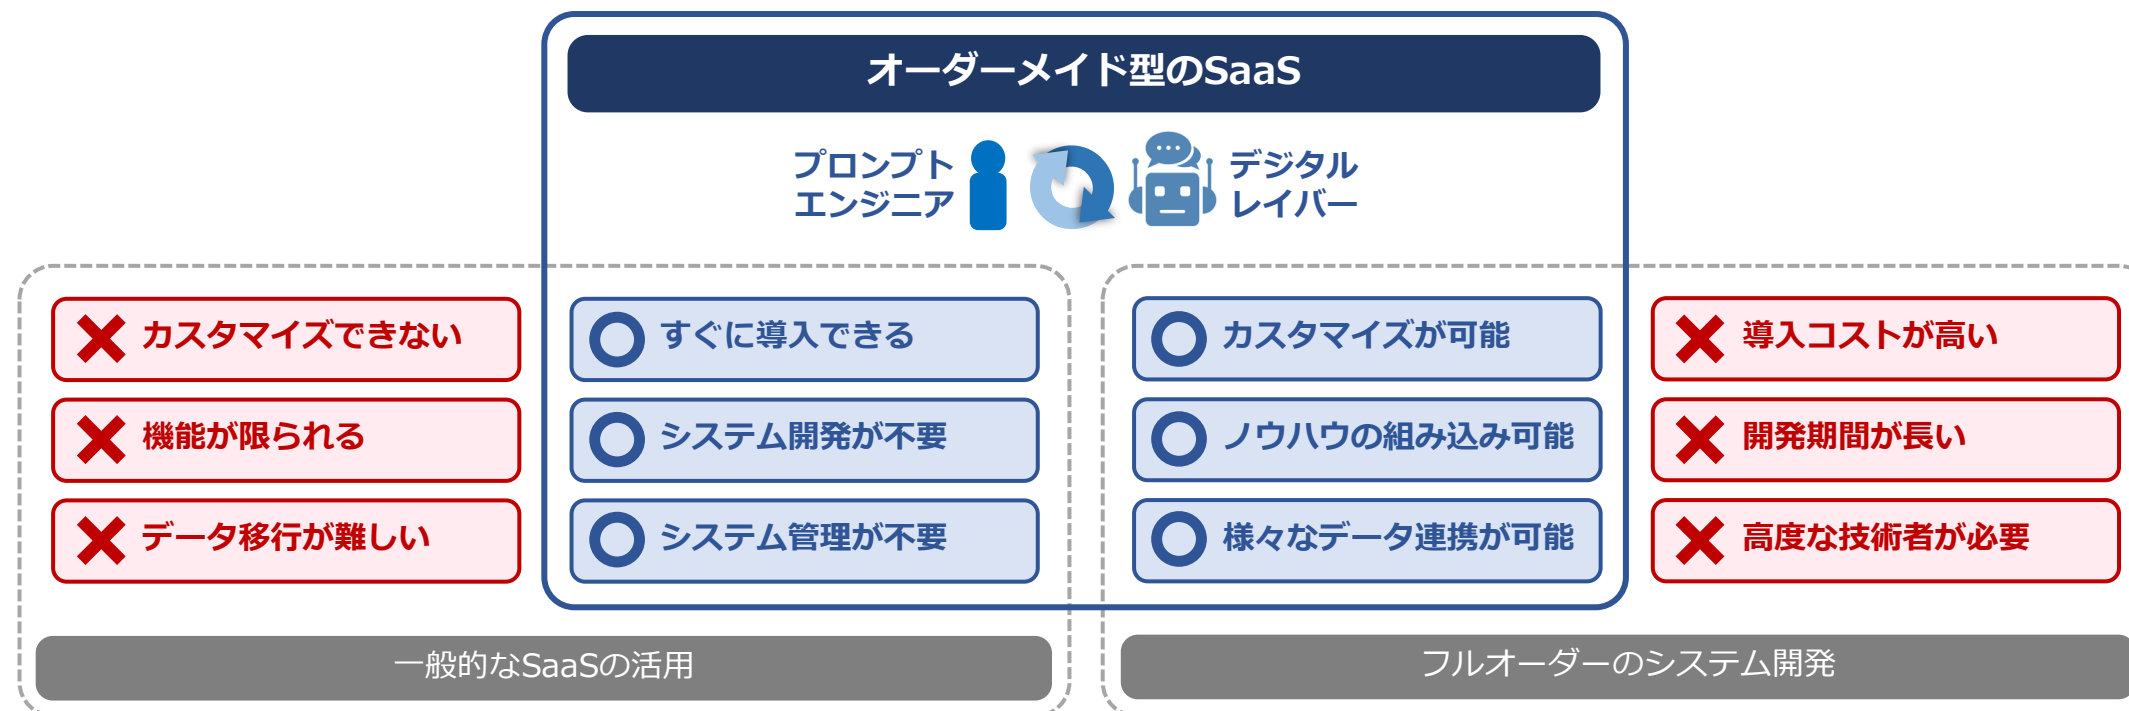 オーダーメイド型のSaaS
プロンプト
エンジニア
デジタル
レイバー
カスタマイズできない
機能が限られる
データ移行が難しい
すぐに導入できる
システム開発が不要
システム管理が不要
カスタマイズが可能
ノウハウの組み込み可能
様々なデータ連携が可能
導入コストが高い
開発期間が長い
高度な技術者が必要
一般的なSaaSの活用
フルオーダーのシステム開発